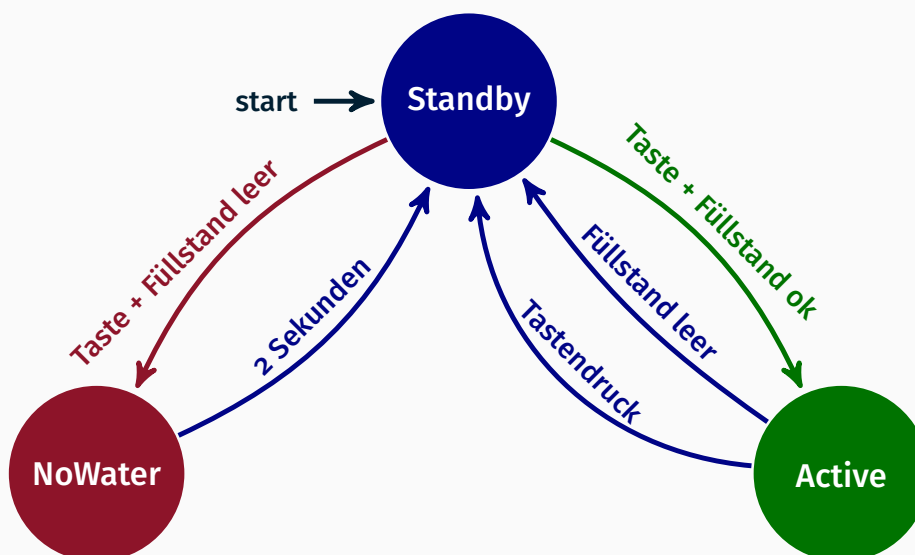 Standby
start
Taste + Füllstand leer
Taste + Füllstand ok
2 Sekunden
Füllstand leer
Tastendruck
NoWater
Active